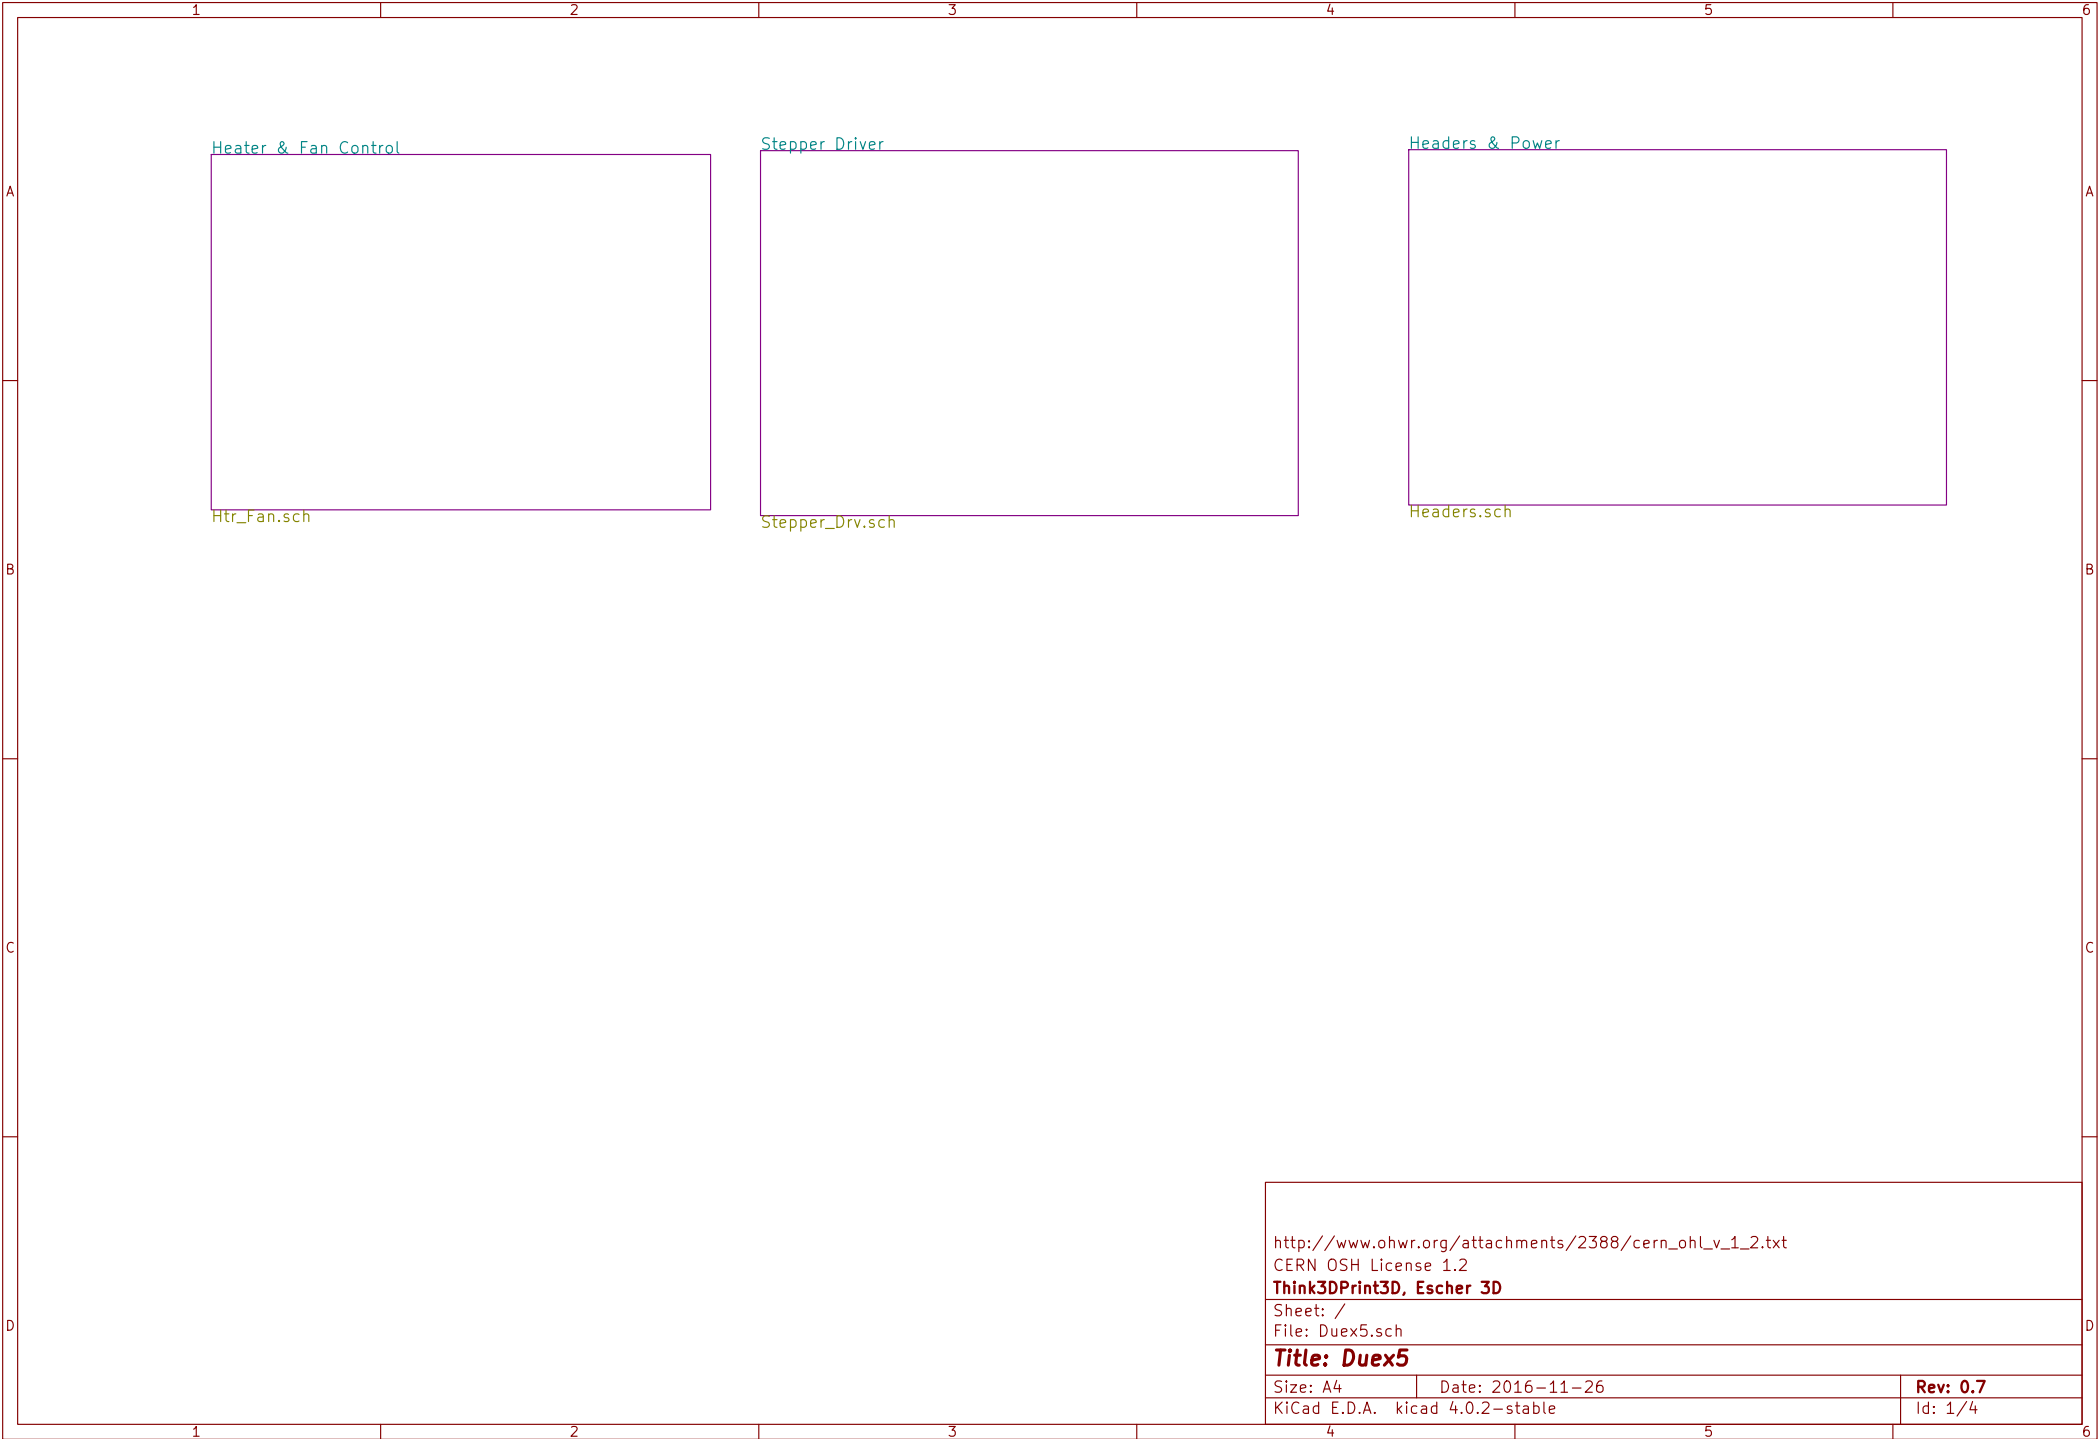 1 2 3 4 5 6
Heater & Fan Control
Stepper Driver
Headers & Power
A A
Htr_Fan.sch
Stepper_Drv.sch
Headers.sch
B B
C C
http://www.ohwr.org/attachments/2388/cern_ohl_v_1_2.txt
CERN OSH License 1.2
Think3DPrint3D, Escher 3D
Sheet: /
D D
File: Duex5.sch
Title: Duex5
Size: A4 Date: 2016-11-26 Rev: 0.7
KiCad E.D.A. kicad 4.0.2-stable Id: 1/4
1 2 3 4 5 6